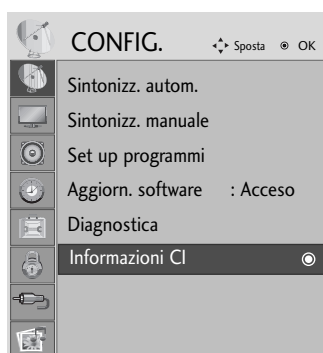 CONFIG. Sposta OK
Sintonizz. autom.
Sintonizz. manuale
Set up programmi
Aggiorn. software : Acceso
Diagnostica
Informazioni CI